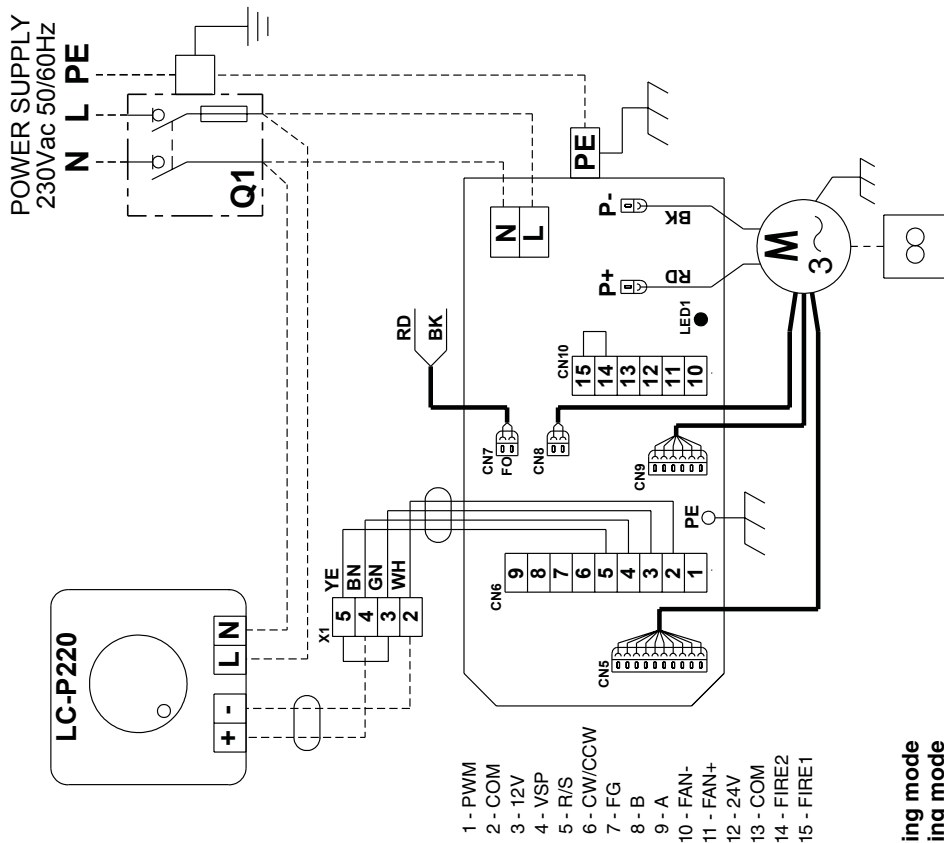 POWER SUPPLY
230Vac 50/60Hz
N L PE
Q1
LC-P220
+ - L N
X1
5 YE
4 BN
3 GN
2 WH
RD
BK
CN7
FO
CN8
CN10
15
14
13
12
11
10
N
L
PE
P+
P-
RD
BK
LED1
M
3~
CN6
9
8
7
6
5
4
3
2
1
PE
CN9
CN5
1 - PWM
2 - COM
3 - 12V
4 - VSP
5 - R/S
6 - CW/CCW
7 - FG
8 - B
9 - A
10 - FAN-
11 - FAN+
12 - 24V
13 - COM
14 - FIRE2
15 - FIRE1
ing mode
ing mode